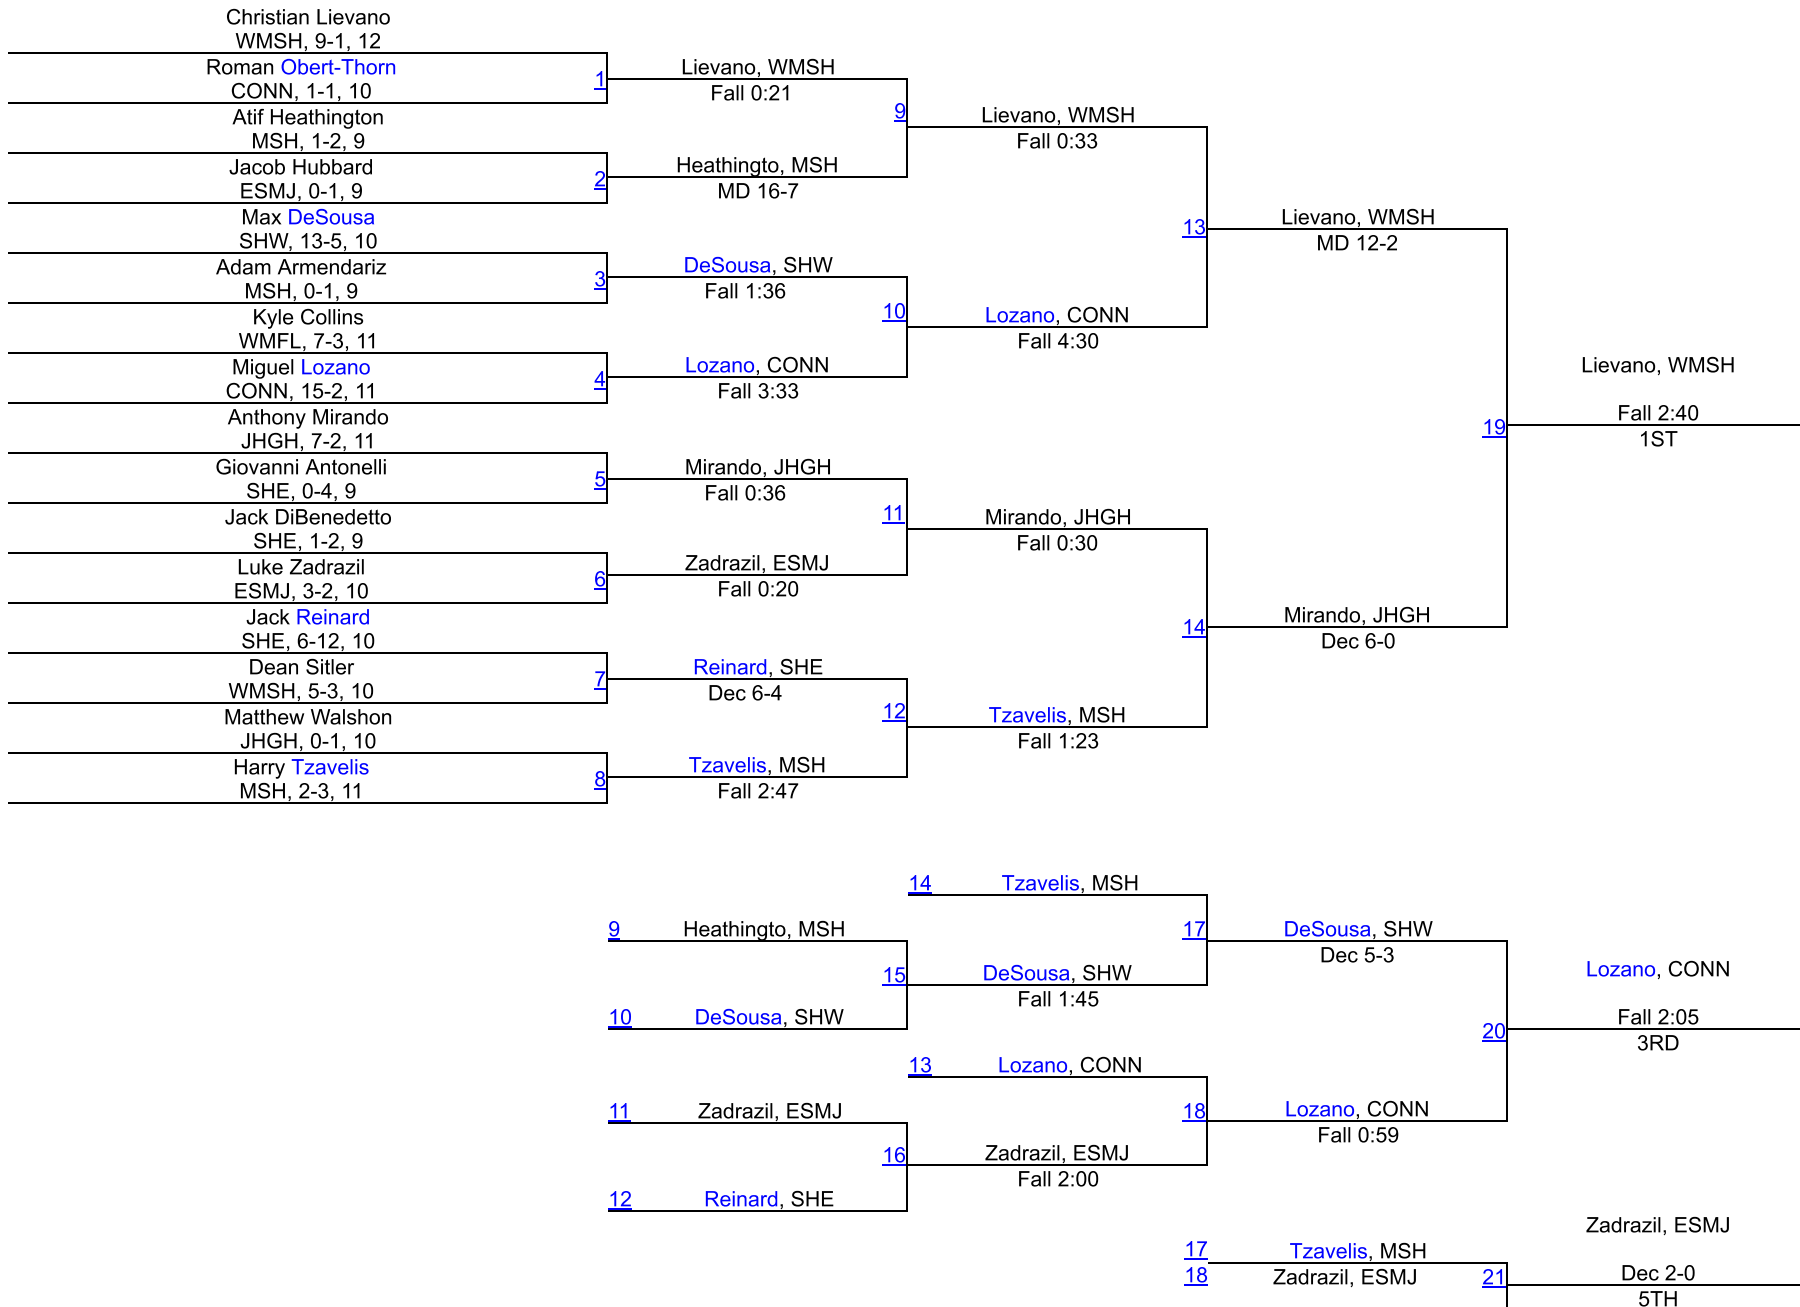 Christian Lievano
WMSH, 9-1, 12
Roman Obert-Thorn
CONN, 1-1, 10
Atif Heathington
MSH, 1-2, 9
Jacob Hubbard
ESMJ, 0-1, 9
Max DeSousa
SHW, 13-5, 10
Adam Armendariz
MSH, 0-1, 9
Kyle Collins
WMFL, 7-3, 11
Miguel Lozano
CONN, 15-2, 11
Anthony Mirando
JHGH, 7-2, 11
Giovanni Antonelli
SHE, 0-4, 9
Jack DiBenedetto
SHE, 1-2, 9
Luke Zadrazil
ESMJ, 3-2, 10
Jack Reinard
SHE, 6-12, 10
Dean Sitler
WMSH, 5-3, 10
Matthew Walshon
JHGH, 0-1, 10
Harry Tzavelis
MSH, 2-3, 11
1
2
3
4
5
6
7
8
Lievano, WMSH
Fall 0:21
Heathingto, MSH
MD 16-7
DeSousa, SHW
Fall 1:36
Lozano, CONN
Fall 3:33
Mirando, JHGH
Fall 0:36
Zadrazil, ESMJ
Fall 0:20
Reinard, SHE
Dec 6-4
Tzavelis, MSH
Fall 2:47
9
10
11
12
Lievano, WMSH
Fall 0:33
Lozano, CONN
Fall 4:30
Mirando, JHGH
Fall 0:30
Tzavelis, MSH
Fall 1:23
13
14
Lievano, WMSH
MD 12-2
Mirando, JHGH
Dec 6-0
19
Lievano, WMSH
Fall 2:40
1ST
9 Heathingto, MSH
10 DeSousa, SHW
11 Zadrazil, ESMJ
12 Reinard, SHE
15
16
14 Tzavelis, MSH
DeSousa, SHW
Fall 1:45
13 Lozano, CONN
Zadrazil, ESMJ
Fall 2:00
17
18
DeSousa, SHW
Dec 5-3
Lozano, CONN
Fall 0:59
20
Lozano, CONN
Fall 2:05
3RD
17 Tzavelis, MSH
18 Zadrazil, ESMJ
21
Zadrazil, ESMJ
Dec 2-0
5TH